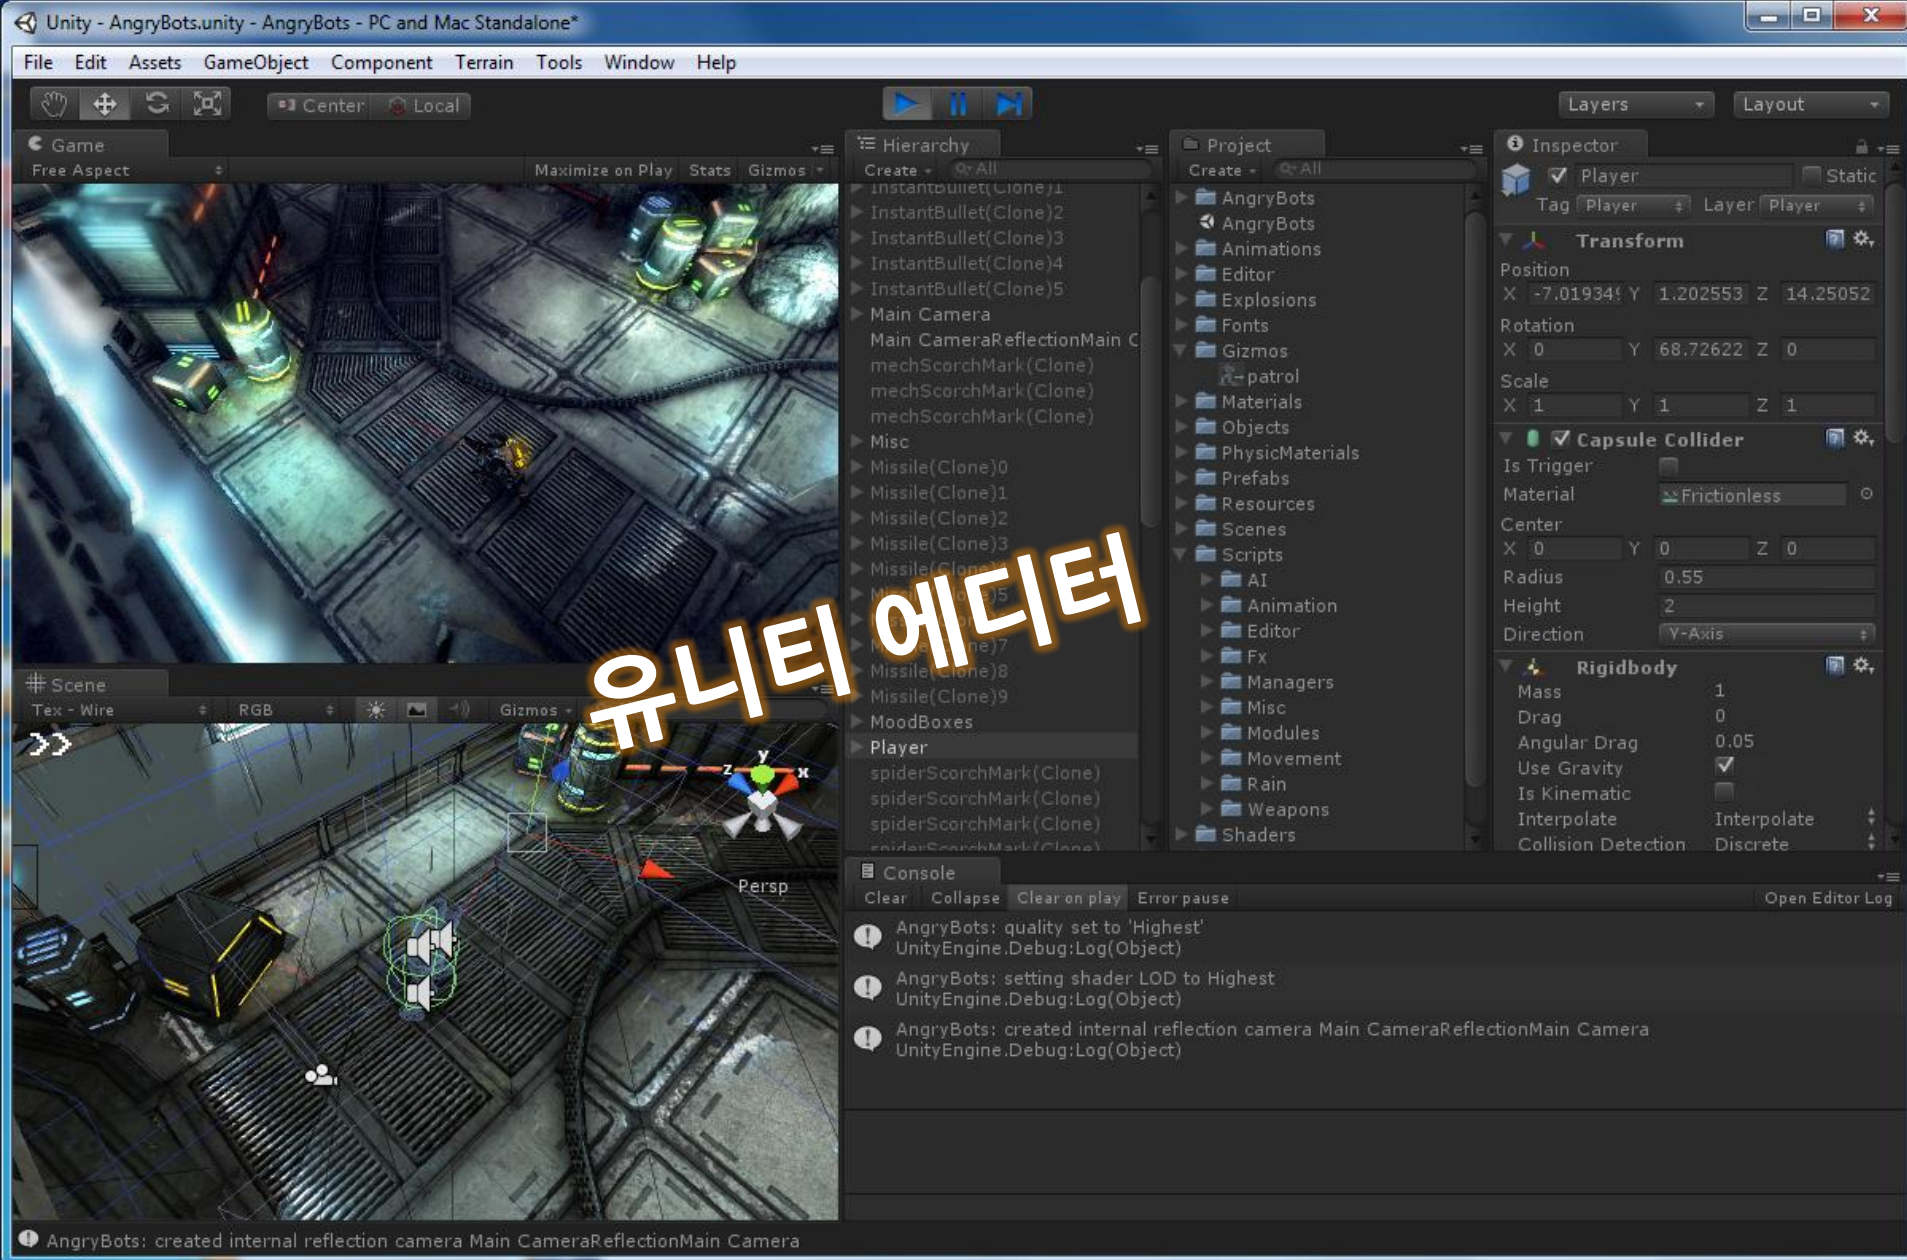 Unity - AngryBots.unity - AngryBots - PC and Mac Standalone*
File Edit Assets GameObject Component Terrain Tools Window Help
Center Local
Layers Layout
Game
Free Aspect Maximize on Play Stats Gizmos
Scene
Tex - Wire RGB Gizmos
y
z x
Persp
Hierarchy
Create All
InstantBullet(Clone)1
InstantBullet(Clone)2
InstantBullet(Clone)3
InstantBullet(Clone)4
InstantBullet(Clone)5
Main Camera
Main CameraReflectionMain C
mechScorchMark(Clone)
mechScorchMark(Clone)
mechScorchMark(Clone)
Misc
Missile(Clone)0
Missile(Clone)1
Missile(Clone)2
Missile(Clone)3
Missile(Clone)8
Missile(Clone)9
MoodBoxes
Player
spiderScorchMark(Clone)
spiderScorchMark(Clone)
spiderScorchMark(Clone)
spiderScorchMark(Clone)
유니티 에디터
Project
Create All
AngryBots
AngryBots
Animations
Editor
Explosions
Fonts
Gizmos
patrol
Materials
Objects
PhysicMaterials
Prefabs
Resources
Scenes
Scripts
AI
Animation
Editor
Fx
Managers
Misc
Modules
Movement
Rain
Weapons
Shaders
Inspector
Player Static
Tag Player Layer Player
Transform
Position
X -7.01934 Y 1.202553 Z 14.25052
Rotation
X 0 Y 68.72622 Z 0
Scale
X 1 Y 1 Z 1
Capsule Collider
Is Trigger
Material Frictionless
Center
X 0 Y 0 Z 0
Radius 0.55
Height 2
Direction Y-Axis
Rigidbody
Mass 1
Drag 0
Angular Drag 0.05
Use Gravity
Is Kinematic
Interpolate Interpolate
Collision Detection Discrete
Console
Clear Collapse Clear on play Error pause Open Editor Log
AngryBots: quality set to 'Highest'
UnityEngine.Debug:Log(Object)
AngryBots: setting shader LOD to Highest
UnityEngine.Debug:Log(Object)
AngryBots: created internal reflection camera Main CameraReflectionMain Camera
UnityEngine.Debug:Log(Object)
AngryBots: created internal reflection camera Main CameraReflectionMain Camera